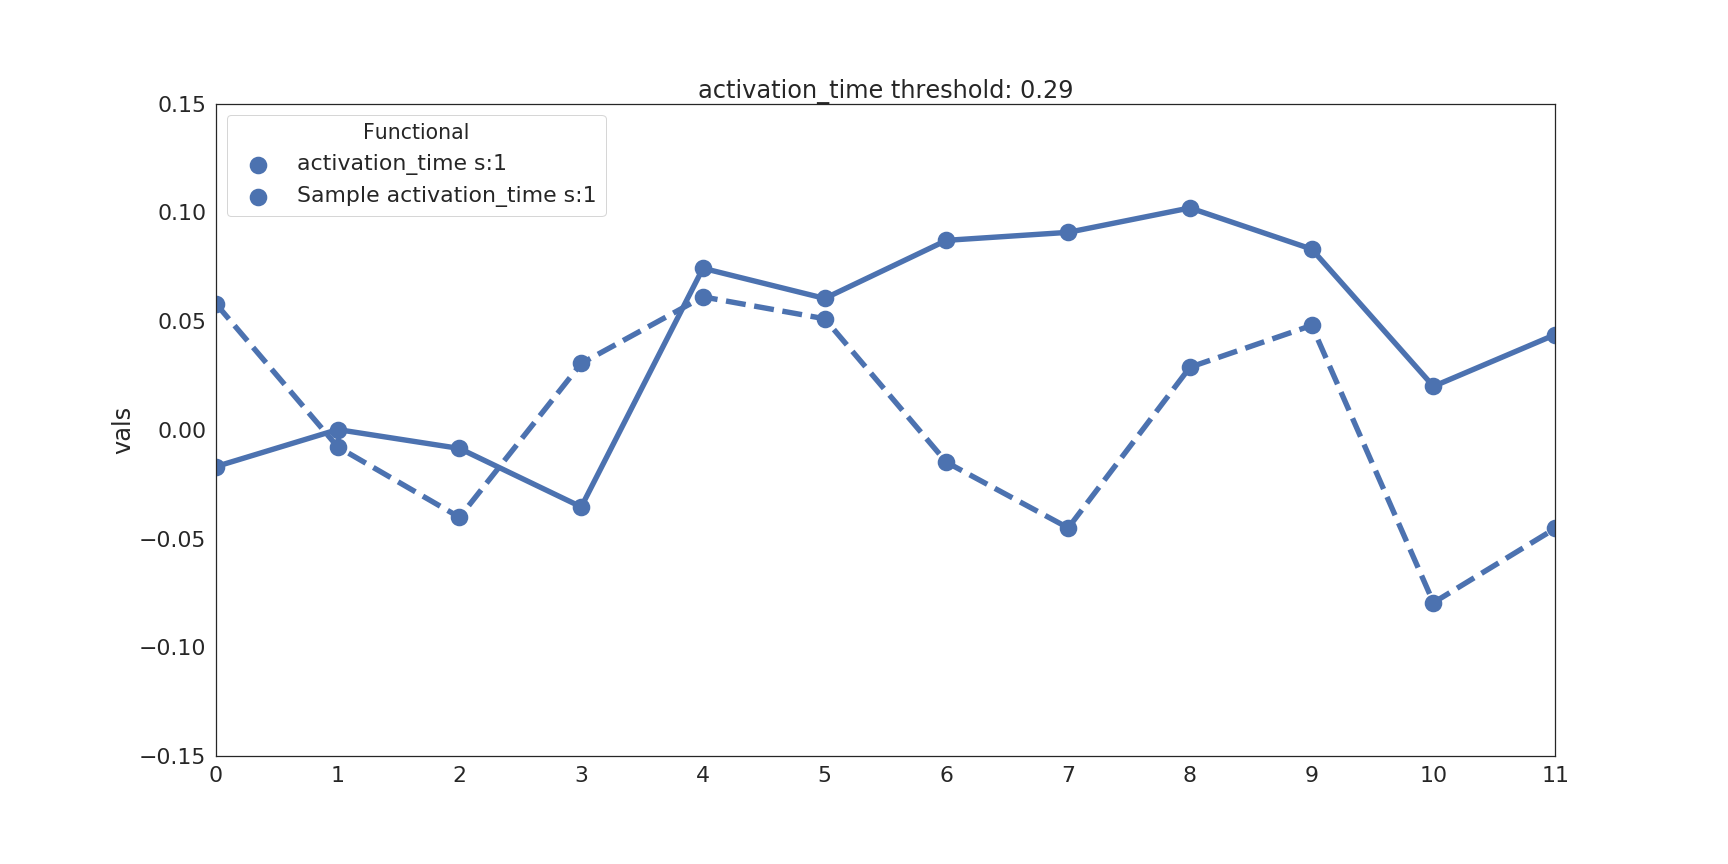 activation_time threshold: 0.29
Functional
activation_time s:1
Sample activation_time s:1
vals
0.15
0.10
0.05
0.00
−0.05
−0.10
−0.15
0 1 2 3 4 5 6 7 8 9 10 11